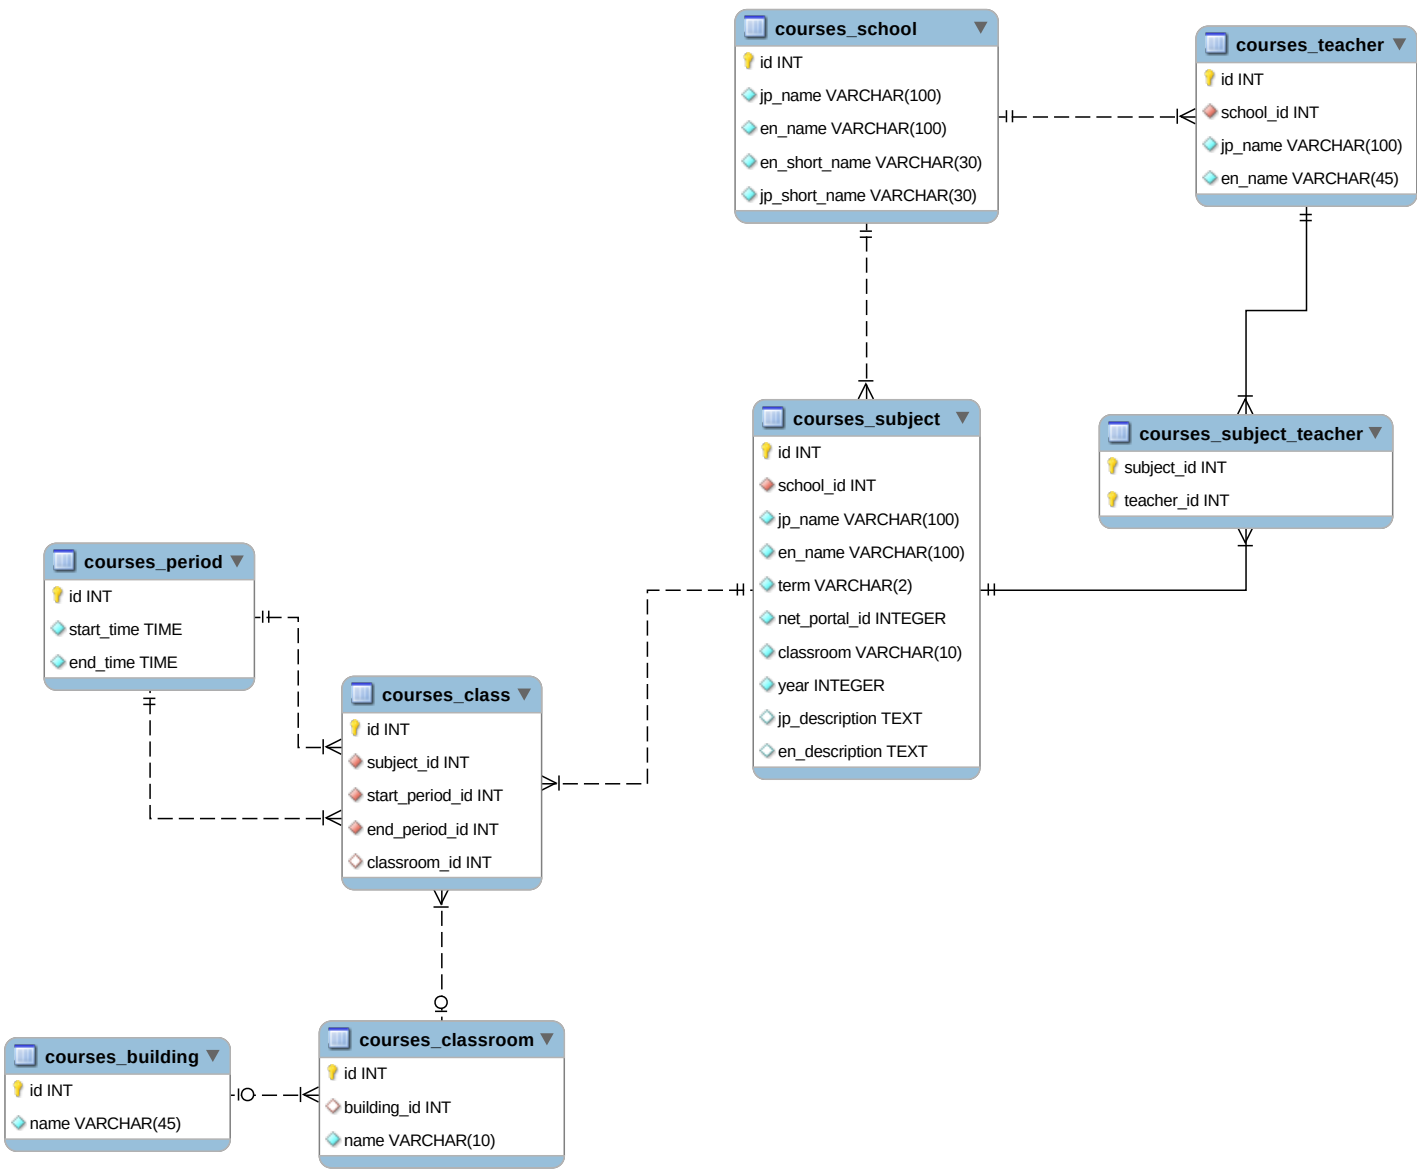 courses_school
id INT
jp_name VARCHAR(100)
en_name VARCHAR(100)
en_short_name VARCHAR(30)
jp_short_name VARCHAR(30)
courses_teacher
id INT
school_id INT
jp_name VARCHAR(100)
en_name VARCHAR(45)
courses_subject
id INT
school_id INT
jp_name VARCHAR(100)
en_name VARCHAR(100)
term VARCHAR(2)
net_portal_id INTEGER
classroom VARCHAR(10)
year INTEGER
jp_description TEXT
en_description TEXT
courses_subject_teacher
subject_id INT
teacher_id INT
courses_period
id INT
start_time TIME
end_time TIME
courses_class
id INT
subject_id INT
start_period_id INT
end_period_id INT
classroom_id INT
courses_building
id INT
name VARCHAR(45)
courses_classroom
id INT
building_id INT
name VARCHAR(10)